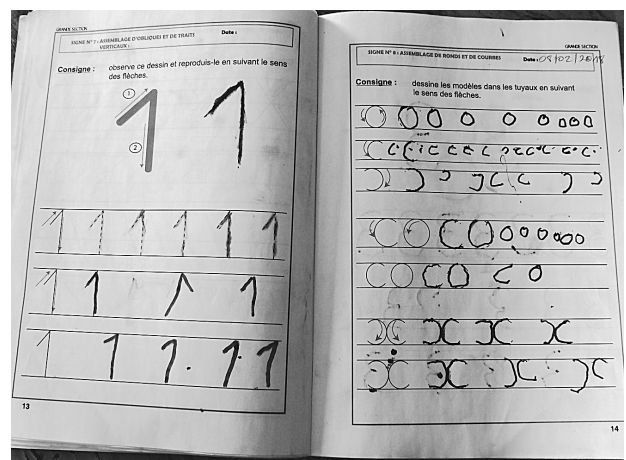 GRANDE SECTION
SIGNE N° 7 : ASSEMBLAGE D'OBLIQUES ET DE TRAITS VERTICAUX :
Date :
Consigne : observe ce dessin et reproduis-le en suivant le sens
des flèches.
1
2
13
GRANDE SECTION
SIGNE N° 8 : ASSEMBLAGE DE RONDS ET DE COURBES
Date : 08/02/2018
Consigne : dessine les modèles dans les tuyaux en suivant
le sens des flèches.
14